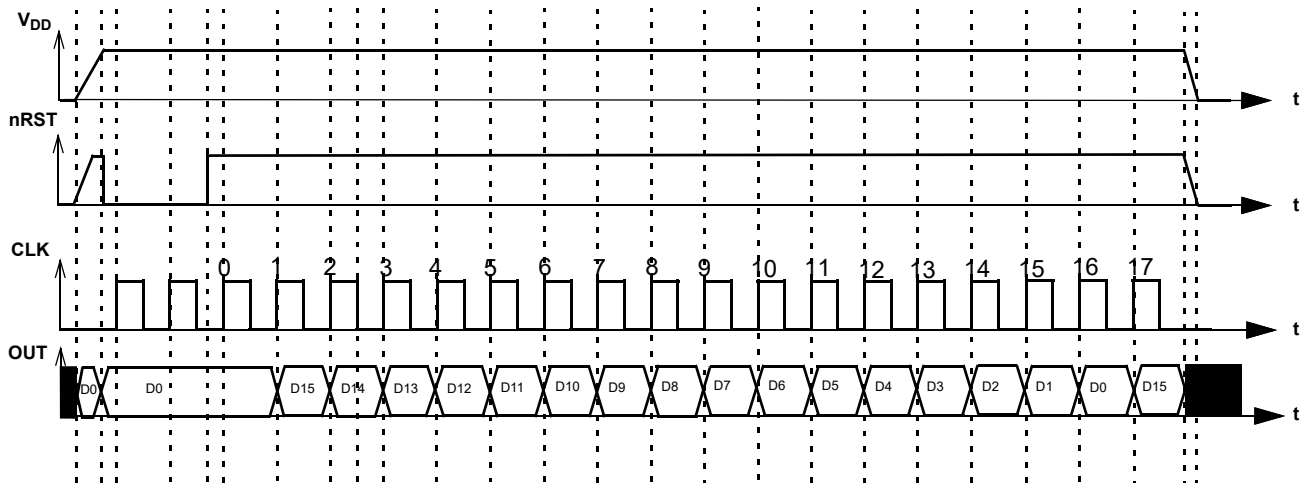 VDD
t
nRST
t
CLK
0 1 2 3 4 5 6 7 8 9 10 11 12 13 14 15 16 17
t
OUT
D0 D0 D15 D14 D13 D12 D11 D10 D9 D8 D7 D6 D5 D4 D3 D2 D1 D0 D15
t